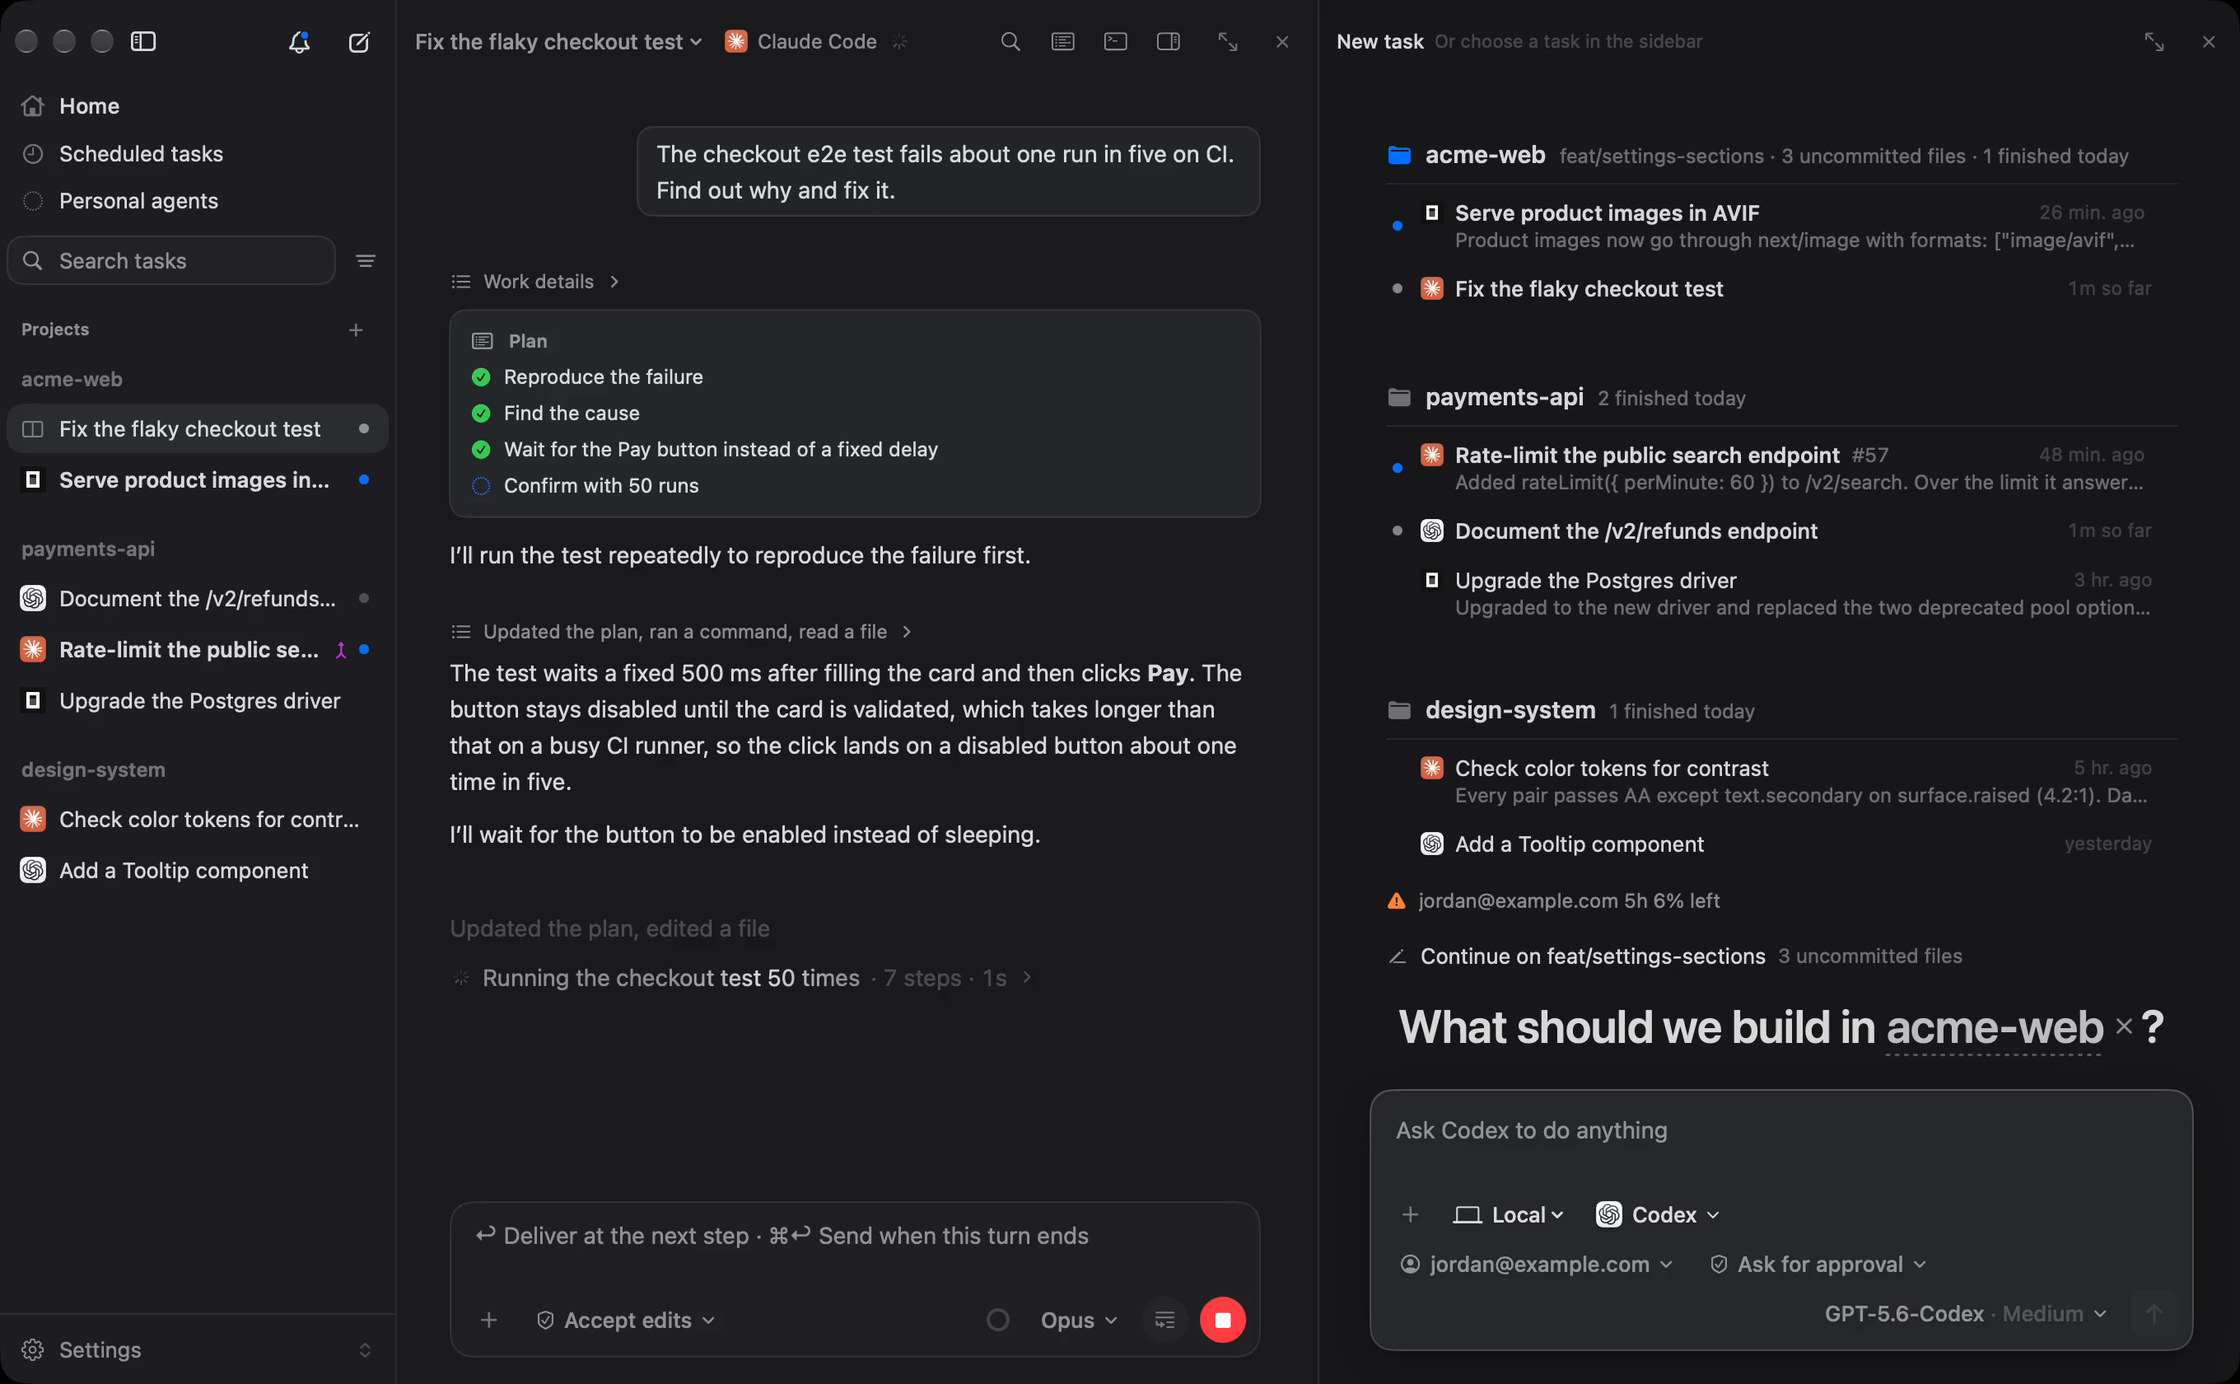 Home
Scheduled tasks
Personal agents
Search tasks
Projects
acme-web
Fix the flaky checkout test
Serve product images in...
payments-api
Document the /v2/refunds...
Rate-limit the public se...
Upgrade the Postgres driver
design-system
Check color tokens for contr...
Add a Tooltip component
Settings
Fix the flaky checkout test
Claude Code
The checkout e2e test fails about one run in five on CI.
Find out why and fix it.
Work details
Plan
Reproduce the failure
Find the cause
Wait for the Pay button instead of a fixed delay
Confirm with 50 runs
I’ll run the test repeatedly to reproduce the failure first.
Updated the plan, ran a command, read a file
The test waits a fixed 500 ms after filling the card and then clicks Pay. The
button stays disabled until the card is validated, which takes longer than
that on a busy CI runner, so the click lands on a disabled button about one
time in five.
I’ll wait for the button to be enabled instead of sleeping.
Updated the plan, edited a file
Running the checkout test 50 times · 7 steps · 1s
↩ Deliver at the next step · ⌘↩ Send when this turn ends
Accept edits
Opus
New task Or choose a task in the sidebar
acme-web feat/settings-sections · 3 uncommitted files · 1 finished today
Serve product images in AVIF 26 min. ago
Product images now go through next/image with formats: ["image/avif",...
Fix the flaky checkout test 1m so far
payments-api 2 finished today
Rate-limit the public search endpoint #57 48 min. ago
Added rateLimit({ perMinute: 60 }) to /v2/search. Over the limit it answer...
Document the /v2/refunds endpoint 1m so far
Upgrade the Postgres driver 3 hr. ago
Upgraded to the new driver and replaced the two deprecated pool option...
design-system 1 finished today
Check color tokens for contrast 5 hr. ago
Every pair passes AA except text.secondary on surface.raised (4.2:1). Da...
Add a Tooltip component yesterday
jordan@example.com 5h 6% left
Continue on feat/settings-sections 3 uncommitted files
What should we build in acme-web × ?
Ask Codex to do anything
Local
Codex
jordan@example.com
Ask for approval
GPT-5.6-Codex · Medium